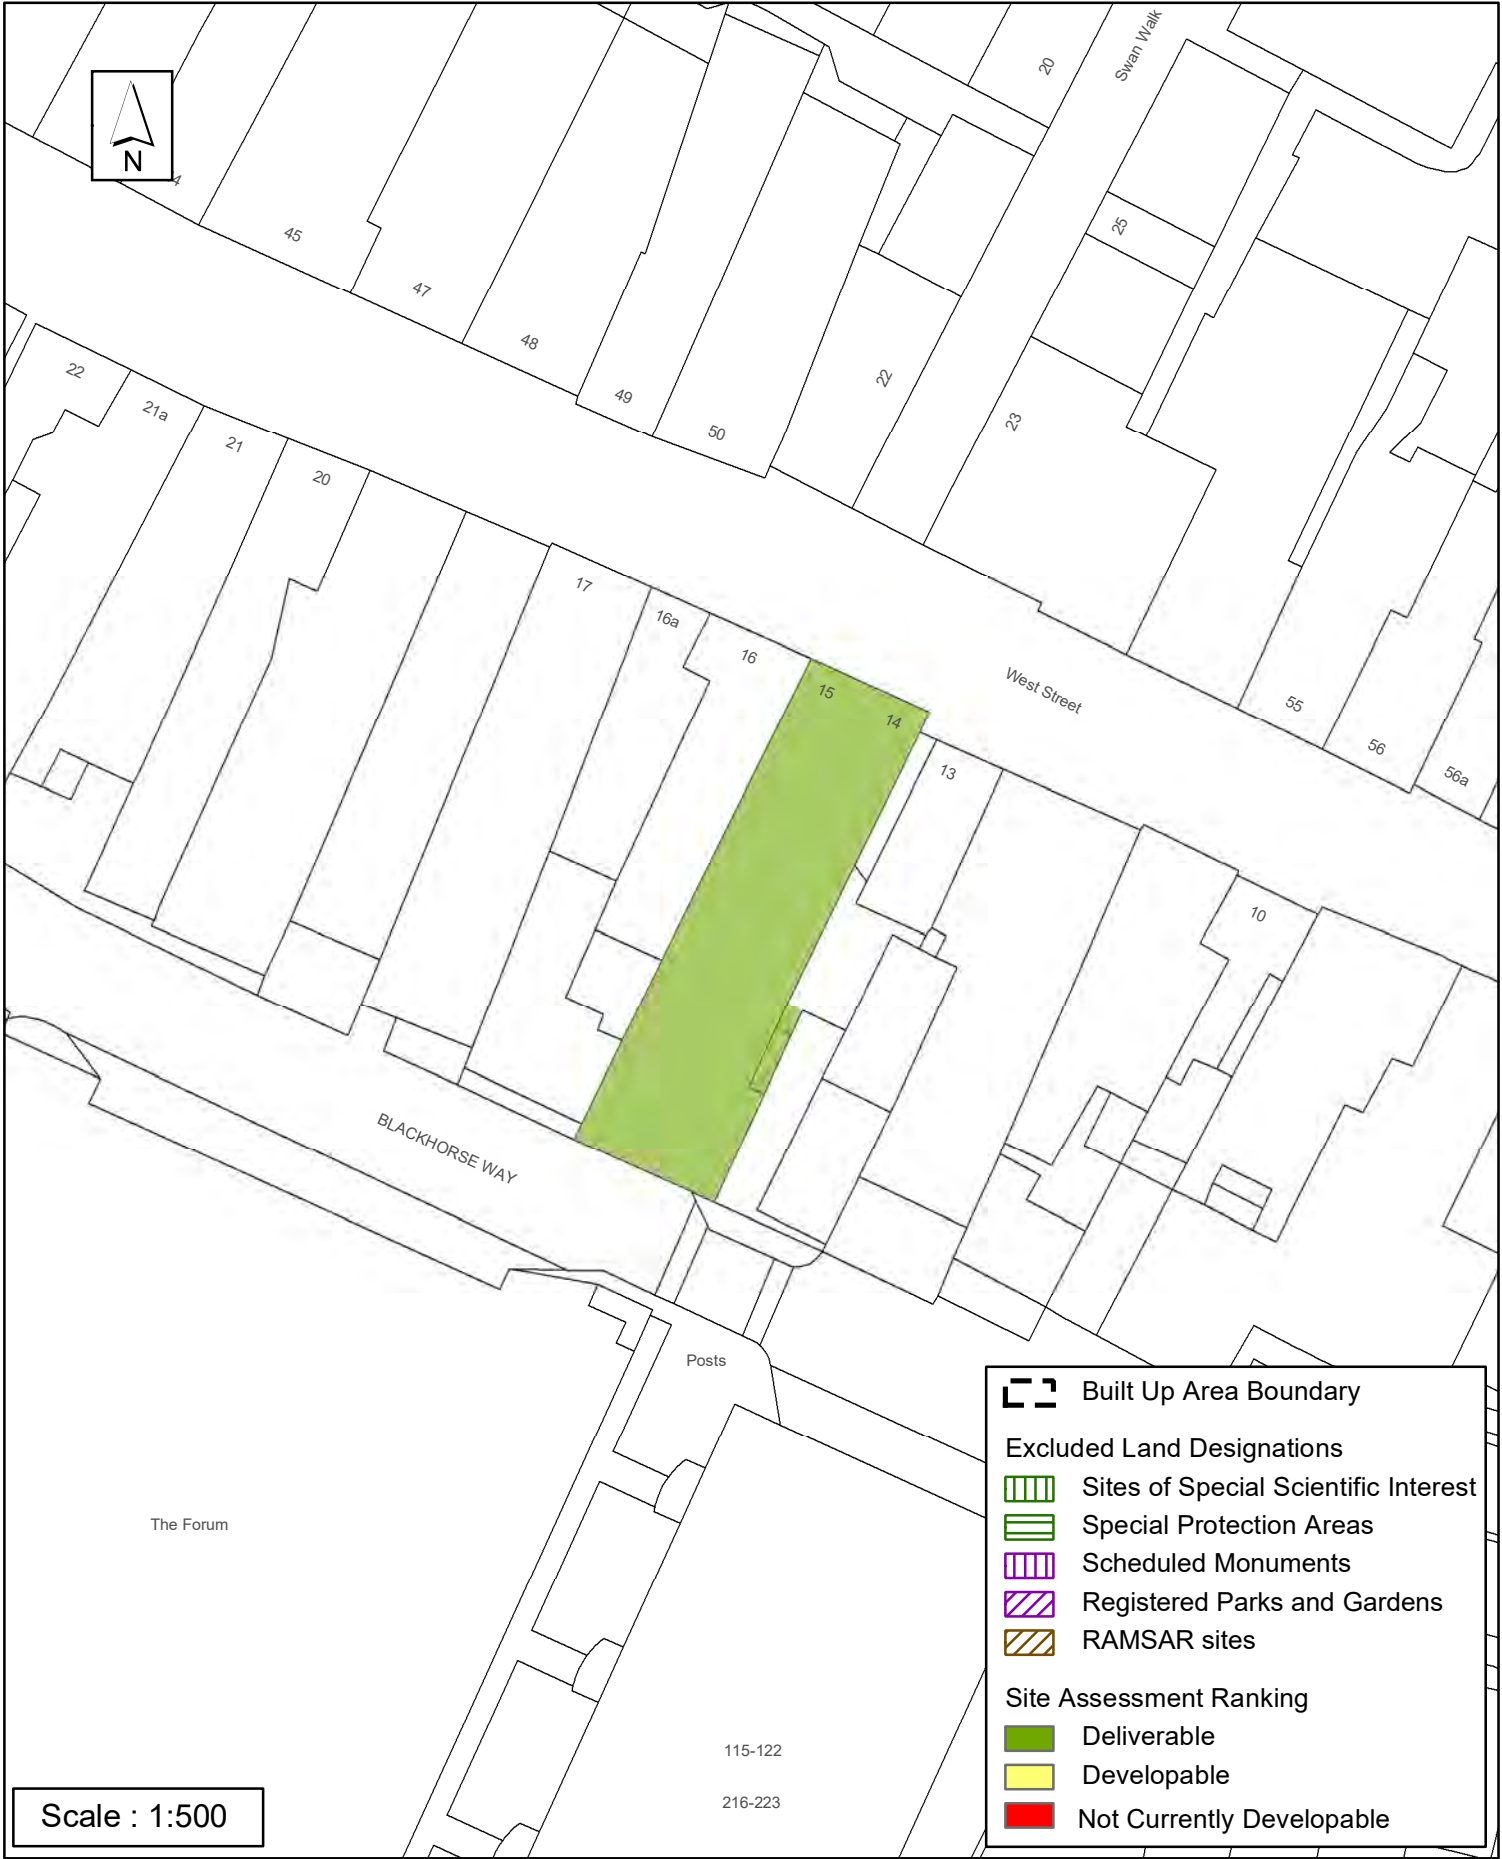 Swan Walk
20
N
4
45
25
47
48
22
22
49
21a
23
50
21
20
17
16a
16
15
West Street
14
55
56
13
56a
10
BLACKHORSE WAY
Posts
The Forum
115-122
216-223
Built Up Area Boundary
Excluded Land Designations
Sites of Special Scientific Interest
Special Protection Areas
Scheduled Monuments
Registered Parks and Gardens
RAMSAR sites
Site Assessment Ranking
Deliverable
Developable
Not Currently Developable
Scale : 1:500